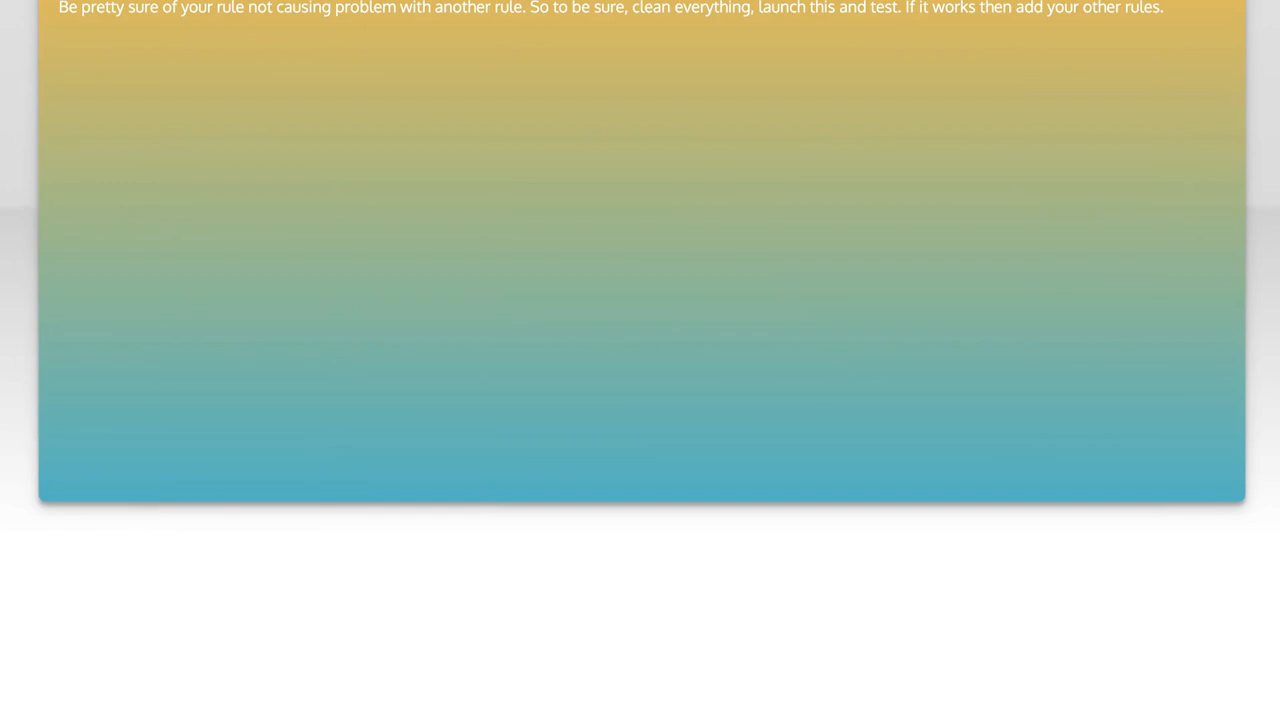 Be pretty sure of your rule not causing problem with another rule. So to be sure, clean everything, launch this and test. If it works then add your other rules.